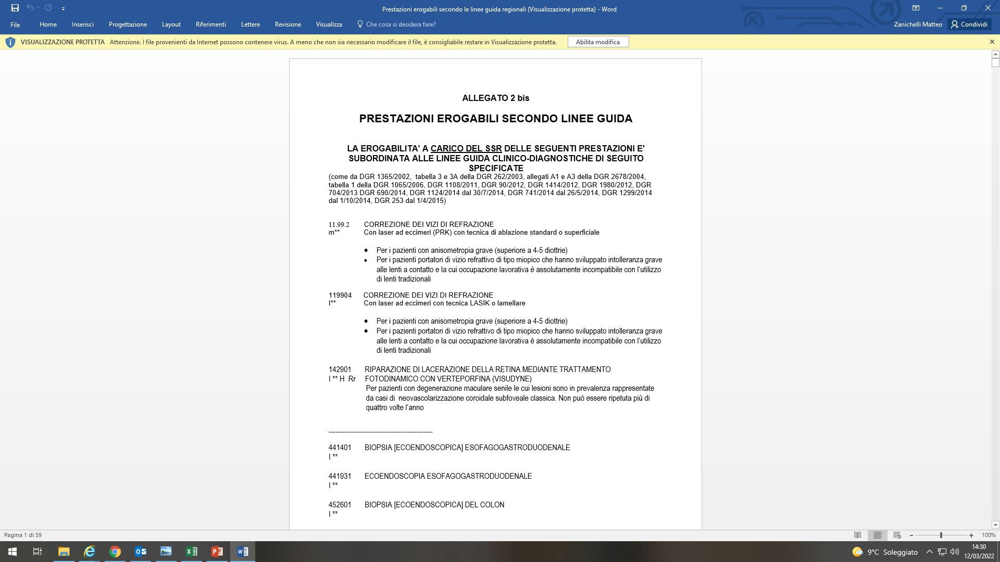 Prestazioni erogabili secondo le linee guida regionali (Visualizzazione protetta) - Word
File Home Inserisci Progettazione Layout Riferimenti Lettere Revisione Visualizza Che cosa si desidera fare? Zanichelli Matteo Condividi
VISUALIZZAZIONE PROTETTA Attenzione. I file provenienti da Internet possono contenere virus. A meno che non sia necessario modificare il file, è consigliabile restare in Visualizzazione protetta. Abilita modifica
ALLEGATO 2 bis
PRESTAZIONI EROGABILI SECONDO LINEE GUIDA
LA EROGABILITA' A CARICO DEL SSR DELLE SEGUENTI PRESTAZIONI E'
SUBORDINATA ALLE LINEE GUIDA CLINICO-DIAGNOSTICHE DI SEGUITO
SPECIFICATE
(come da DGR 1365/2002, tabella 3 e 3A della DGR 262/2003, allegati A1 e A3 della DGR 2678/2004,
tabella 1 della DGR 1065/2006, DGR 1108/2011, DGR 90/2012, DGR 1414/2012, DGR 1980/2012, DGR
704/2013 DGR 690/2014, DGR 1124/2014 dal 30/7/2014, DGR 741/2014 dal 26/5/2014, DGR 1299/2014
dal 1/10/2014, DGR 253 dal 1/4/2015)
11.99.2 CORREZIONE DEI VIZI DI REFRAZIONE
m** Con laser ad eccimeri (PRK) con tecnica di ablazione standard o superficiale
• Per i pazienti con anisometropia grave (superiore a 4-5 diottrie)
• Per i pazienti portatori di vizio refrattivo di tipo miopico che hanno sviluppato intolleranza grave
alle lenti a contatto e la cui occupazione lavorativa è assolutamente incompatibile con l’utilizzo
di lenti tradizionali
119904 CORREZIONE DEI VIZI DI REFRAZIONE
I** Con laser ad eccimeri con tecnica LASIK o lamellare
• Per i pazienti con anisometropia grave (superiore a 4-5 diottrie)
• Per i pazienti portatori di vizio refrattivo di tipo miopico che hanno sviluppato intolleranza grave
alle lenti a contatto e la cui occupazione lavorativa è assolutamente incompatibile con l’utilizzo
di lenti tradizionali
142901 RIPARAZIONE DI LACERAZIONE DELLA RETINA MEDIANTE TRATTAMENTO
I ** H Rr FOTODINAMICO CON VERTEPORFINA (VISUDYNE)
Per pazienti con degenerazione maculare senile le cui lesioni sono in prevalenza rappresentate
da casi di neovascolarizzazione coroidale subfoveale classica. Non può essere ripetuta più di
quattro volte l’anno
---------------------------------------------
441401 BIOPSIA [ECOENDOSCOPICA] ESOFAGOGASTRODUODENALE
I **
441931 ECOENDOSCOPIA ESOFAGOGASTRODUODENALE
I **
452601 BIOPSIA [ECOENDOSCOPICA] DEL COLON
I **
Pagina 1 di 59 100%
9°C Soleggiato
14:30
12/03/2022